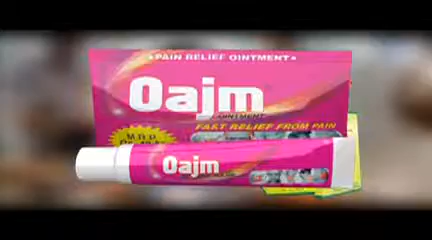 PAIN RELIEF OINTMENT
Oajm
OINTMENT
FAST RELIEF FROM PAIN
M.R.P.
Oajm